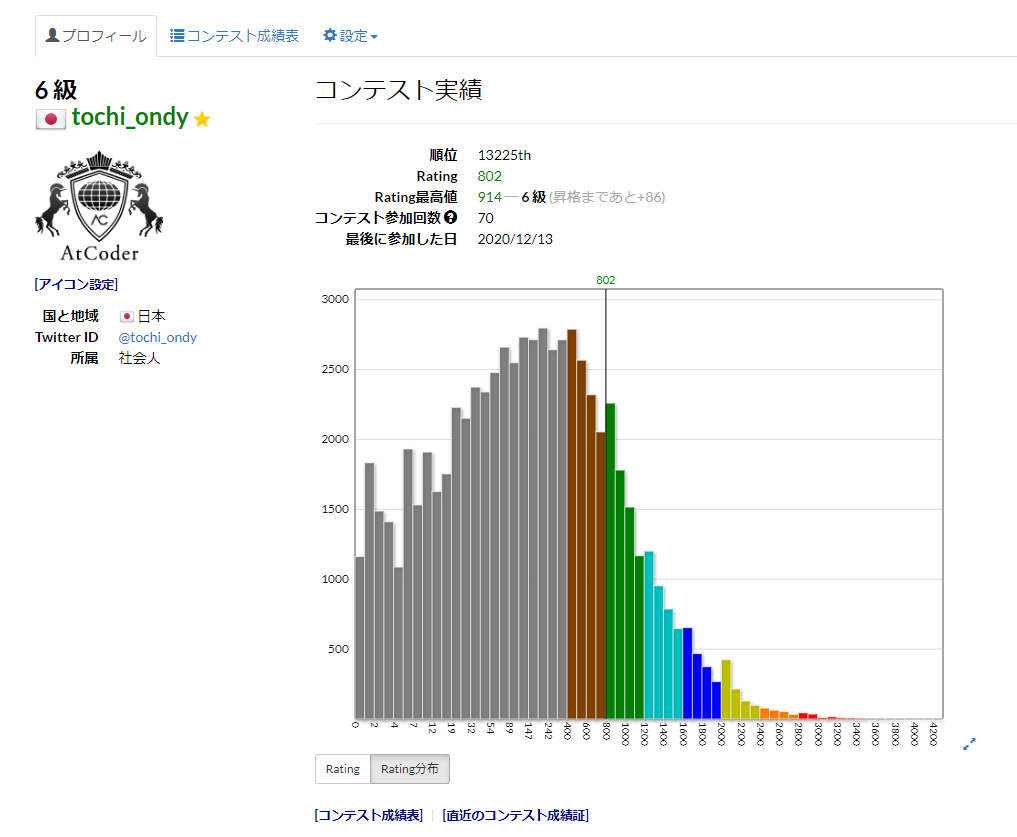 プロフィール コンテスト成績表 設定
6 級
tochi_ondy
AC
AtCoder
[アイコン設定]
国と地域 日本
Twitter ID @tochi_ondy
所属 社会人
コンテスト実績
順位 13225th
Rating 802
Rating最高値 914 ― 6 級 (昇格まであと+86)
コンテスト参加回数 ? 70
最後に参加した日 2020/12/13
802
3000
2500
2000
1500
1000
500
0 2 4 7 12 19 32 54 89 147 242 400 600 800 1000 1200 1400 1600 1800 2000 2200 2400 2600 2800 3000 3200 3400 3600 3800 4000 4200
Rating Rating分布
[コンテスト成績表] [直近のコンテスト成績証]